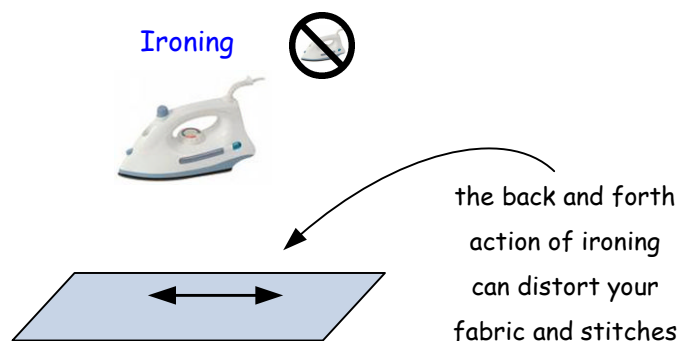 Ironing
the back and forth
action of ironing
can distort your
fabric and stitches